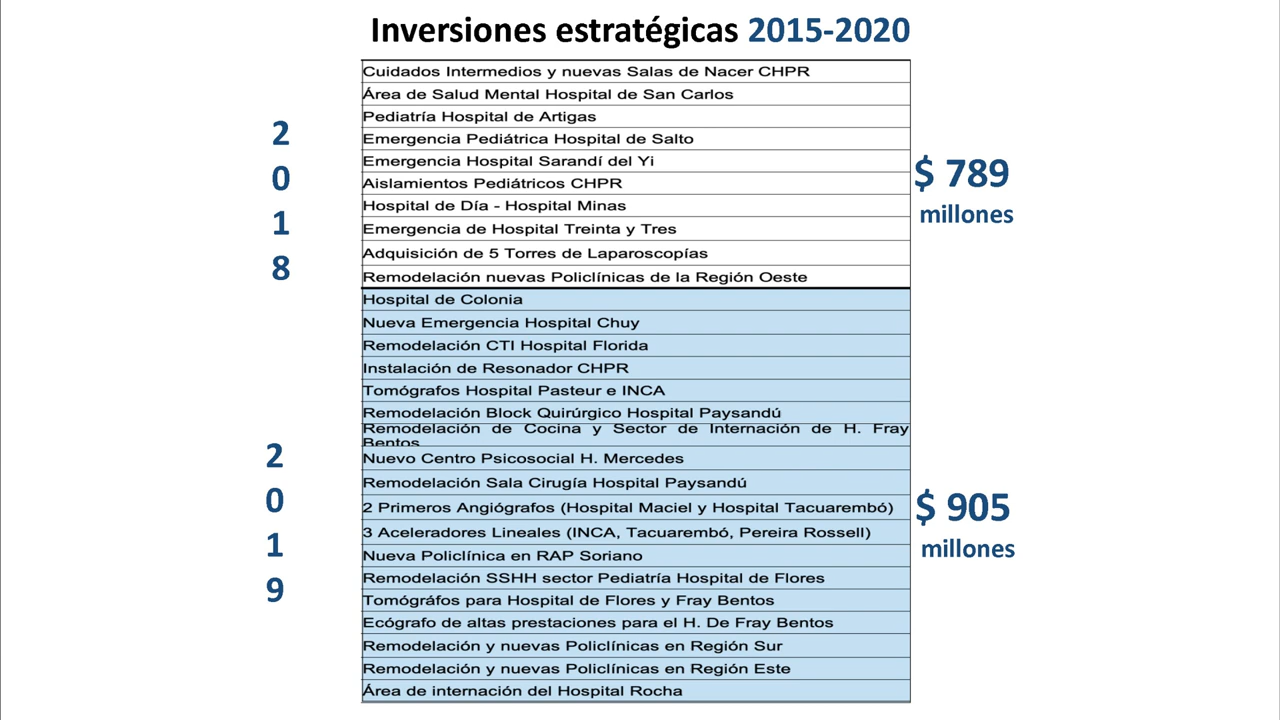 Inversiones estratégicas 2015-2020
2
0
1
8
Cuidados Intermedios y nuevas Salas de Nacer CHPR
Área de Salud Mental Hospital de San Carlos
Pediatría Hospital de Artigas
Emergencia Pediátrica Hospital de Salto
Emergencia Hospital Sarandí del Yi
Aislamientos Pediátricos CHPR
Hospital de Día - Hospital Minas
Emergencia de Hospital Treinta y Tres
Adquisición de 5 Torres de Laparoscopías
Remodelación nuevas Policlínicas de la Región Oeste
$ 789
millones
2
0
1
9
Hospital de Colonia
Nueva Emergencia Hospital Chuy
Remodelación CTI Hospital Florida
Instalación de Resonador CHPR
Tomógrafos Hospital Pasteur e INCA
Remodelación Block Quirúrgico Hospital Paysandú
Remodelación de Cocina y Sector de Internación de H. Fray
Bentos
Nuevo Centro Psicosocial H. Mercedes
Remodelación Sala Cirugía Hospital Paysandú
2 Primeros Angiógrafos (Hospital Maciel y Hospital Tacuarembó)
3 Aceleradores Lineales (INCA, Tacuarembó, Pereira Rossell)
Nueva Policlínica en RAP Soriano
Remodelación SSHH sector Pediatría Hospital de Flores
Tomógráfos para Hospital de Flores y Fray Bentos
Ecógrafo de altas prestaciones para el H. De Fray Bentos
Remodelación y nuevas Policlínicas en Región Sur
Remodelación y nuevas Policlínicas en Región Este
Área de internación del Hospital Rocha
$ 905
millones